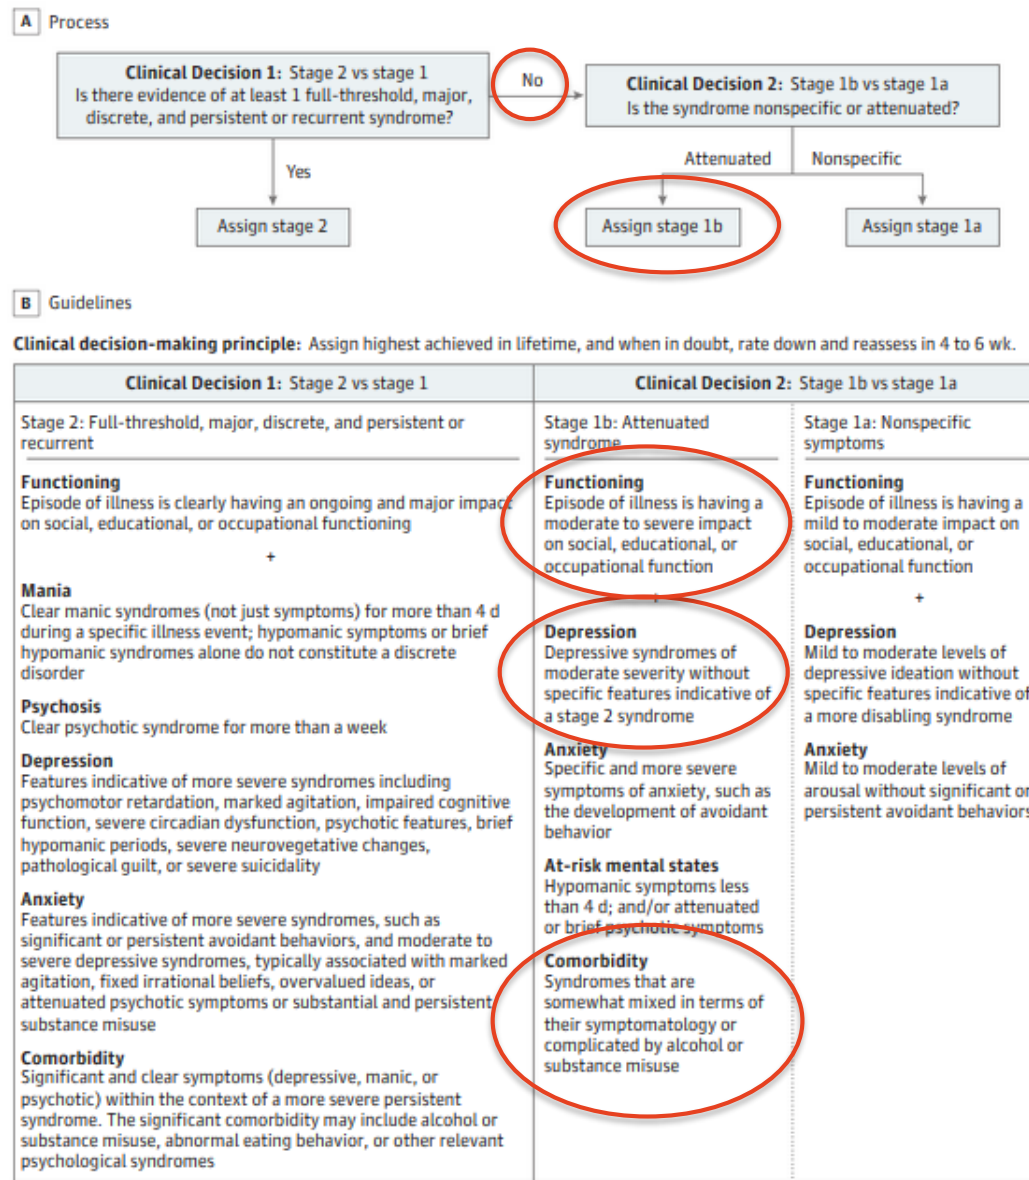 A Process
Clinical Decision 1: Stage 2 vs stage 1
Is there evidence of at least 1 full-threshold, major,
discrete, and persistent or recurrent syndrome?
No
Clinical Decision 2: Stage 1b vs stage 1a
Is the syndrome nonspecific or attenuated?
Yes
Attenuated
Nonspecific
Assign stage 2
Assign stage 1b
Assign stage 1a
B Guidelines
Clinical decision-making principle: Assign highest achieved in lifetime, and when in doubt, rate down and reassess in 4 to 6 wk.
Clinical Decision 1: Stage 2 vs stage 1
Stage 2: Full-threshold, major, discrete, and persistent or
recurrent
Functioning
Episode of illness is clearly having an ongoing and major impact
on social, educational, or occupational functioning
+
Mania
Clear manic syndromes (not just symptoms) for more than 4 d
during a specific illness event; hypomanic symptoms or brief
hypomanic syndromes alone do not constitute a discrete
disorder
Psychosis
Clear psychotic syndrome for more than a week
Depression
Features indicative of more severe syndromes including
psychomotor retardation, marked agitation, impaired cognitive
function, severe circadian dysfunction, psychotic features, brief
hypomanic periods, severe neurovegetative changes,
pathological guilt, or severe suicidality
Anxiety
Features indicative of more severe syndromes, such as
significant or persistent avoidant behaviors, and moderate to
severe depressive syndromes, typically associated with marked
agitation, fixed irrational beliefs, overvalued ideas, or
attenuated psychotic symptoms or substantial and persistent
substance misuse
Comorbidity
Significant and clear symptoms (depressive, manic, or
psychotic) within the context of a more severe persistent
syndrome. The significant comorbidity may include alcohol or
substance misuse, abnormal eating behavior, or other relevant
psychological syndromes
Clinical Decision 2: Stage 1b vs stage 1a
Stage 1b: Attenuated
syndrome
Functioning
Episode of illness is having a
moderate to severe impact
on social, educational, or
occupational function
+
Depression
Depressive syndromes of
moderate severity without
specific features indicative of
a stage 2 syndrome
Anxiety
Specific and more severe
symptoms of anxiety, such as
the development of avoidant
behavior
At-risk mental states
Hypomanic symptoms less
than 4 d; and/or attenuated
or brief psychotic symptoms
Comorbidity
Syndromes that are
somewhat mixed in terms of
their symptomatology or
complicated by alcohol or
substance misuse
Stage 1a: Nonspecific
symptoms
Functioning
Episode of illness is having a
mild to moderate impact on
social, educational, or
occupational function
+
Depression
Mild to moderate levels of
depressive ideation without
specific features indicative of
a more disabling syndrome
Anxiety
Mild to moderate levels of
arousal without significant or
persistent avoidant behaviors